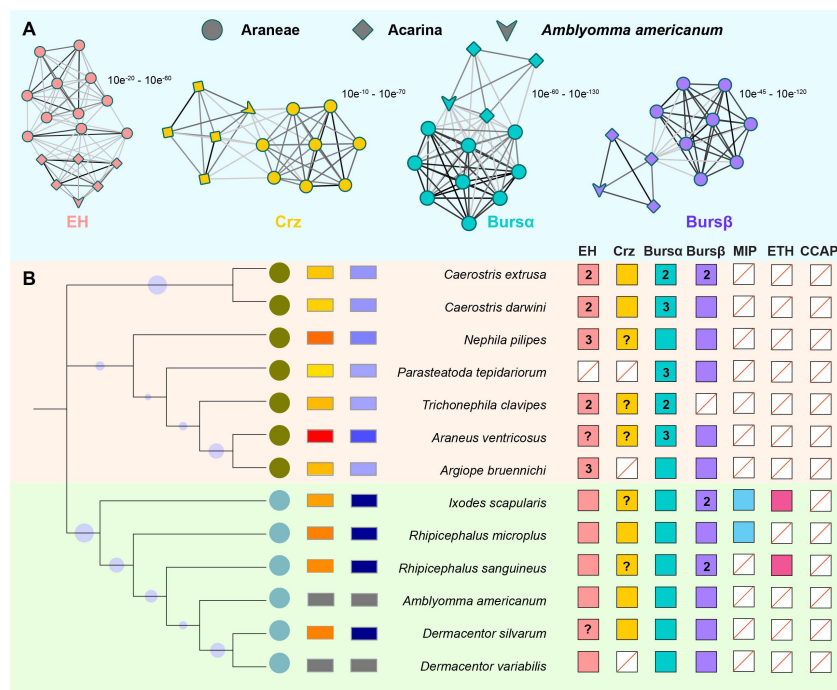 A
Araneae
Acarina
Amblyomma americanum
10e-20 - 10e-60
10e-10 - 10e-70
10e-60 - 10e-130
10e-45 - 10e-120
EH
Crz
Bursα
Bursβ
B
EH Crz Bursα Bursβ MIP ETH CCAP
Caerostris extrusa 2 2 2
Caerostris darwini 2 3
Nephila pilipes 3 ?
Parasteatoda tepidariorum 3
Trichonephila clavipes 2 ? 2
Araneus ventricosus ? ? 3
Argiope bruennichi 3
Ixodes scapularis ? 2
Rhipicephalus microplus
Rhipicephalus sanguineus ? 2
Amblyomma americanum
Dermacentor silvarum ?
Dermacentor variabilis